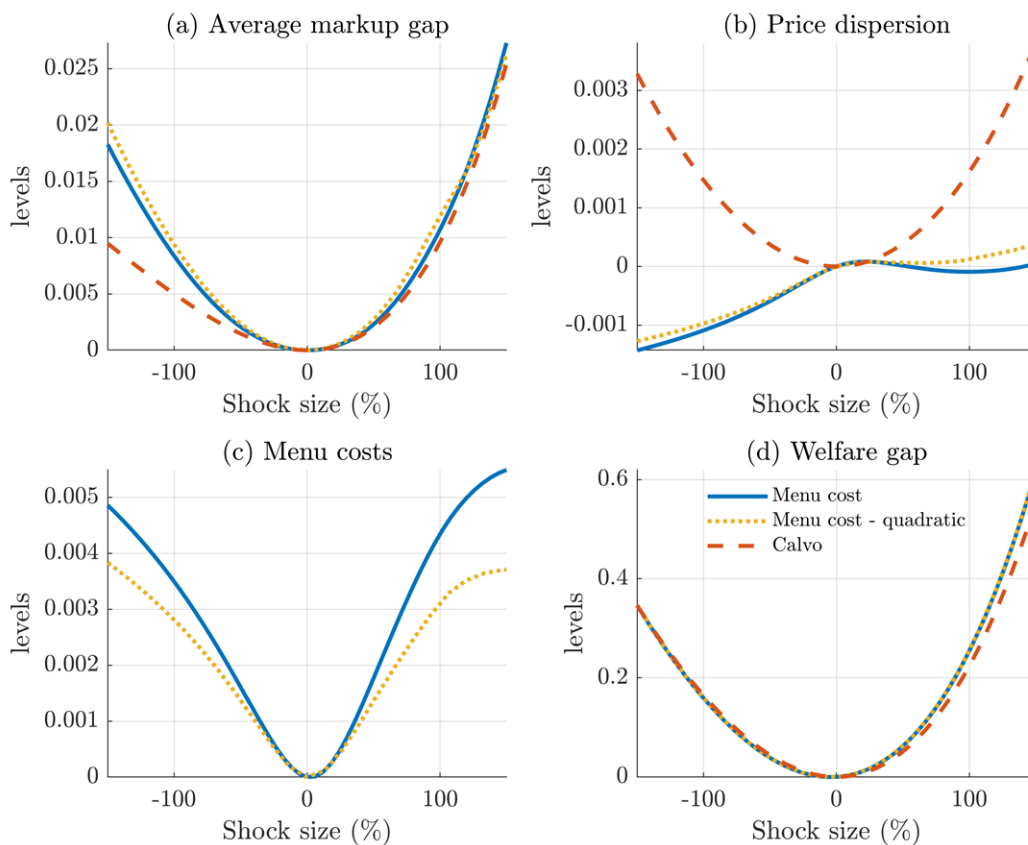 (a) Average markup gap
levels
0.025
0.02
0.015
0.01
0.005
0
-100
0
100
Shock size (%)
(b) Price dispersion
levels
0.003
0.002
0.001
0
-0.001
-100
0
100
Shock size (%)
(c) Menu costs
levels
0.005
0.004
0.003
0.002
0.001
0
-100
0
100
Shock size (%)
(d) Welfare gap
levels
0.6
0.4
0.2
0
Menu cost
Menu cost - quadratic
Calvo
-100
0
100
Shock size (%)